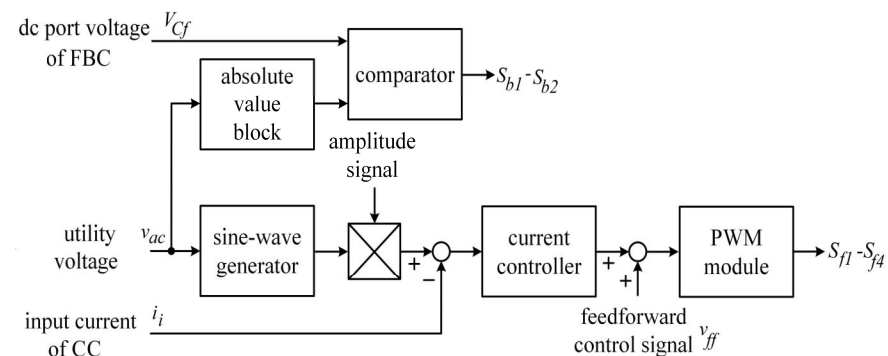 dc port voltage
of FBC
V_Cf
absolute
value
block
comparator
S_b1-S_b2
amplitude
signal
utility
voltage
v_ac
sine-wave
generator
+
−
current
controller
+
+
PWM
module
S_f1-S_f4
input current
of CC
i_i
feedforward
control signal v_ff